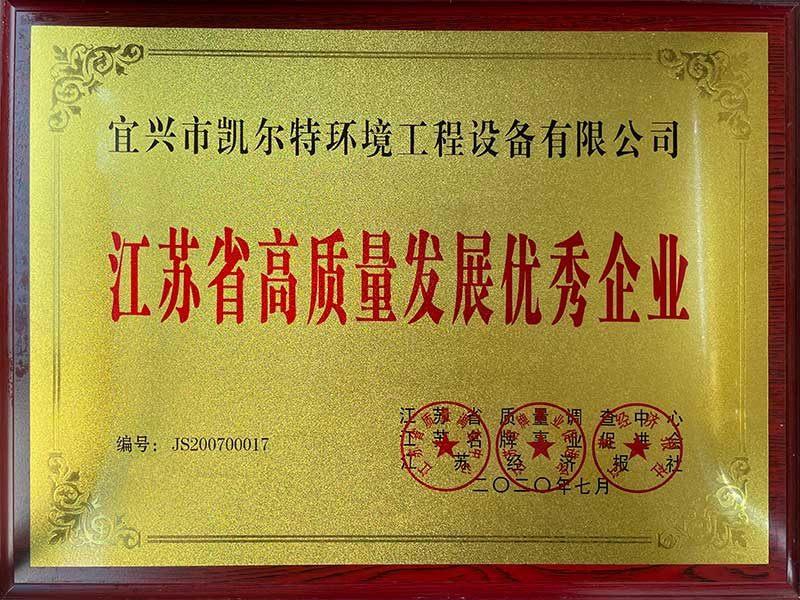 宜兴市凯尔特环境工程设备有限公司
江苏省高质量发展优秀企业
编号：JS200700017
江苏省质量调查中心
江苏名牌事业促进会
江苏经济报社
二〇二〇年七月